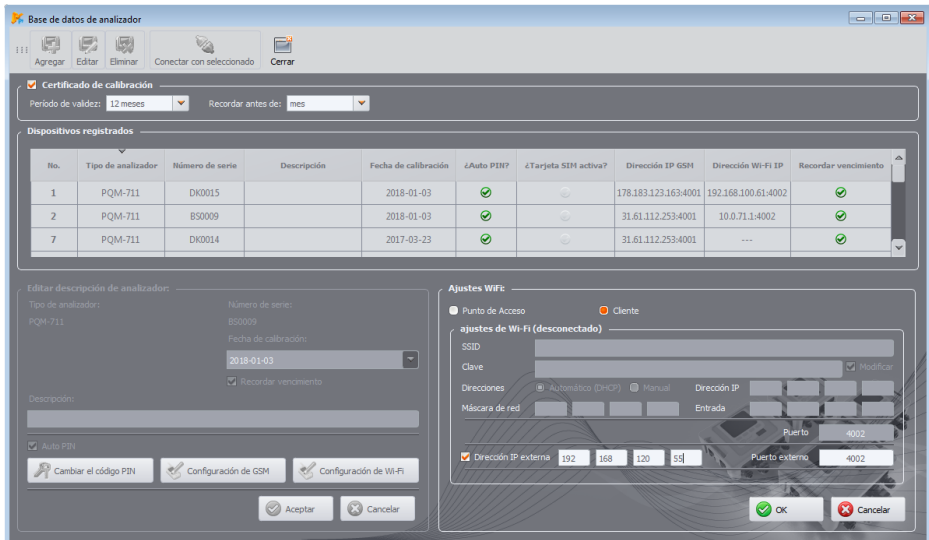 Base de datos de analizador
Agregar Editar Eliminar Conectar con seleccionado Cerrar
Certificado de calibración
Período de validez: 12 meses Recordar antes de: mes
Dispositivos registrados
No. Tipo de analizador Número de serie Descripción Fecha de calibración ¿Auto PIN? ¿Tarjeta SIM activa? Dirección IP GSM Dirección Wi-Fi IP Recordar vencimiento
1 PQM-711 DK0015 2018-01-03 178.183.123.163:4001 192.168.100.61:4002
2 PQM-711 BS0009 2018-01-03 31.61.112.253:4001 10.0.71.1:4002
7 PQM-711 DK0014 2017-03-23 31.61.112.253:4001 ---
Editar descripción de analizador:
Tipo de analizador: Número de serie:
PQM-711 BS0009
Fecha de calibración:
2018-01-03
Recordar vencimiento
Descripción:
Auto PIN
Cambiar el código PIN Configuración de GSM Configuración de Wi-Fi
Aceptar Cancelar
Ajustes WiFi:
Punto de Acceso Cliente
ajustes de Wi-Fi (desconectado)
SSID
Clave Modificar
Direcciones Automático (DHCP) Manual Dirección IP
Máscara de red Entrada
Puerto 4002
Dirección IP externa 192 168 120 55 Puerto externo 4002
OK Cancelar